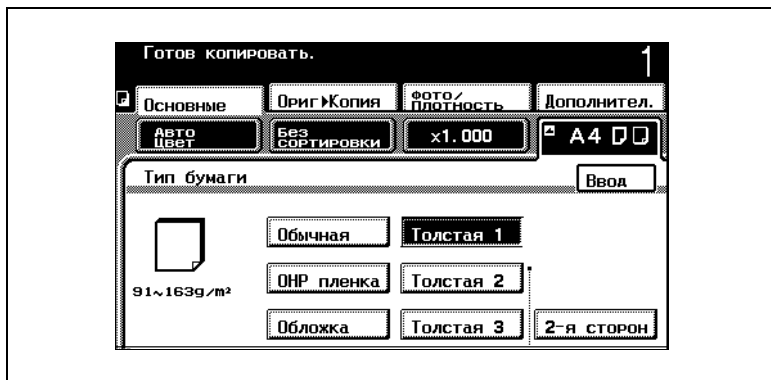 Готов копировать.
1
Основные
Ориг►Копия
ФОТО/
ПЛОТНОСТЬ
Дополнител.
АВТО
ЦВЕТ
БЕЗ
СОРТИРОВКИ
x1.000
A4
Тип бумаги
Ввод
Обычная
Толстая 1
OHP пленка
Толстая 2
91~163g/m²
Обложка
Толстая 3
2-я сторон